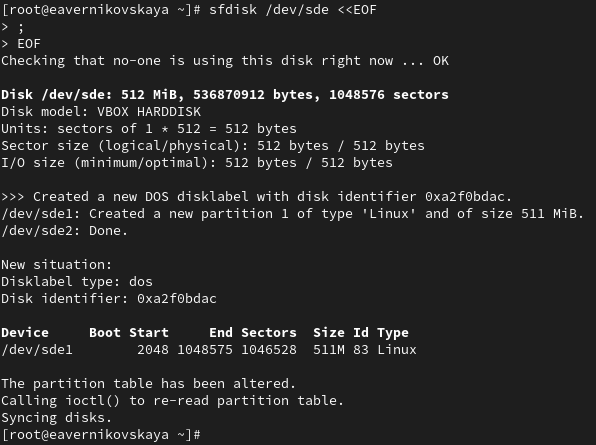 [root@eavernikovskaya ~]# sfdisk /dev/sde <<EOF
> ;
> EOF
Checking that no-one is using this disk right now ... OK
Disk /dev/sde: 512 MiB, 536870912 bytes, 1048576 sectors
Disk model: VBOX HARDDISK
Units: sectors of 1 * 512 = 512 bytes
Sector size (logical/physical): 512 bytes / 512 bytes
I/O size (minimum/optimal): 512 bytes / 512 bytes
>>> Created a new DOS disklabel with disk identifier 0xa2f0bdac.
/dev/sde1: Created a new partition 1 of type 'Linux' and of size 511 MiB.
/dev/sde2: Done.
New situation:
Disklabel type: dos
Disk identifier: 0xa2f0bdac
Device     Boot Start     End Sectors  Size Id Type
/dev/sde1        2048 1048575 1046528  511M 83 Linux
The partition table has been altered.
Calling ioctl() to re-read partition table.
Syncing disks.
[root@eavernikovskaya ~]#